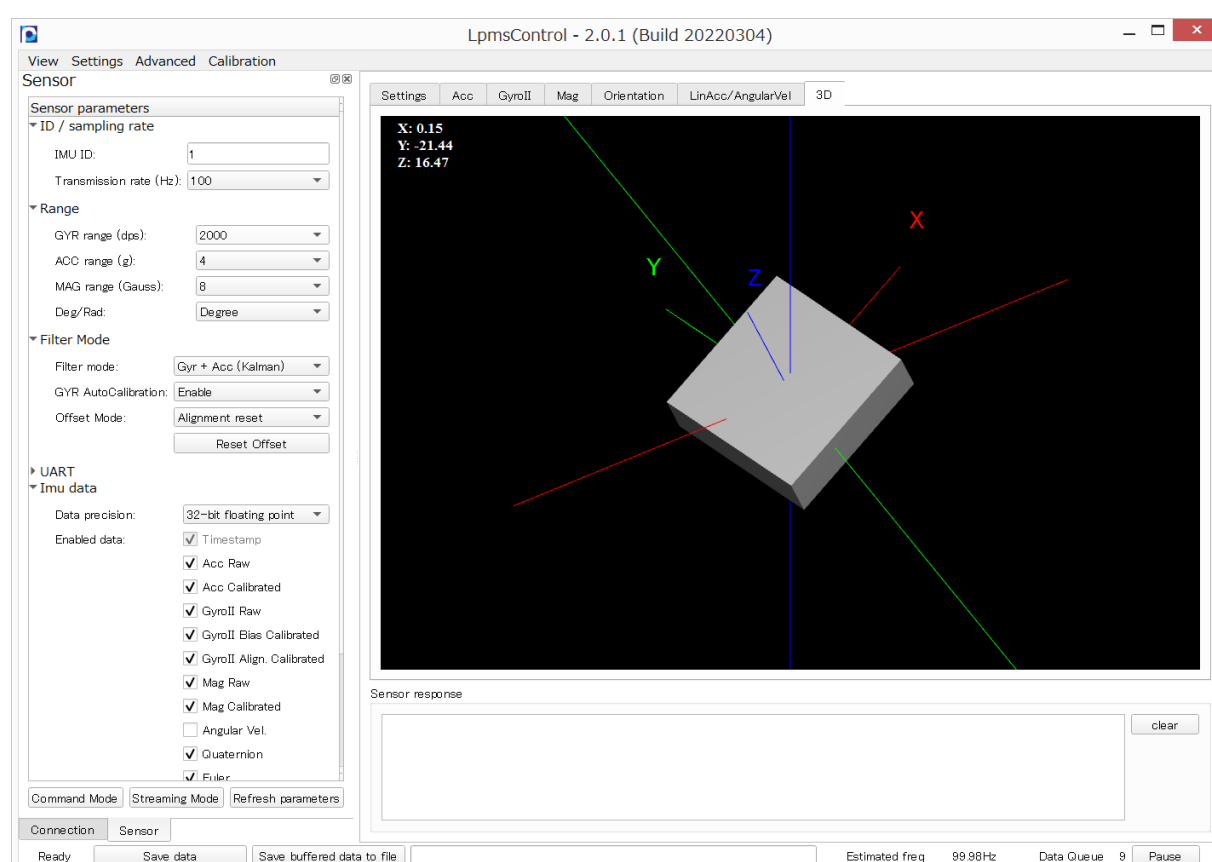 LpmsControl - 2.0.1 (Build 20220304)
View Settings Advanced Calibration
Sensor
Sensor parameters
ID / sampling rate
IMU ID: 1
Transmission rate (Hz): 100
Range
GYR range (dps): 2000
ACC range (g): 4
MAG range (Gauss): 8
Deg/Rad: Degree
Filter Mode
Filter mode: Gyr + Acc (Kalman)
GYR AutoCalibration: Enable
Offset Mode: Alignment reset
Reset Offset
UART
Imu data
Data precision: 32-bit floating point
Enabled data: Timestamp
Acc Raw
Acc Calibrated
GyroII Raw
GyroII Bias Calibrated
GyroII Align. Calibrated
Mag Raw
Mag Calibrated
Angular Vel.
Quaternion
Euler
Command Mode Streaming Mode Refresh parameters
Connection Sensor
Settings Acc GyroII Mag Orientation LinAcc/AngularVel 3D
X: 0.15
Y: -21.44
Z: 16.47
X
Y
Z
Sensor response
clear
Ready Save data Save buffered data to file Estimated freq 99.98Hz Data Queue 9 Pause